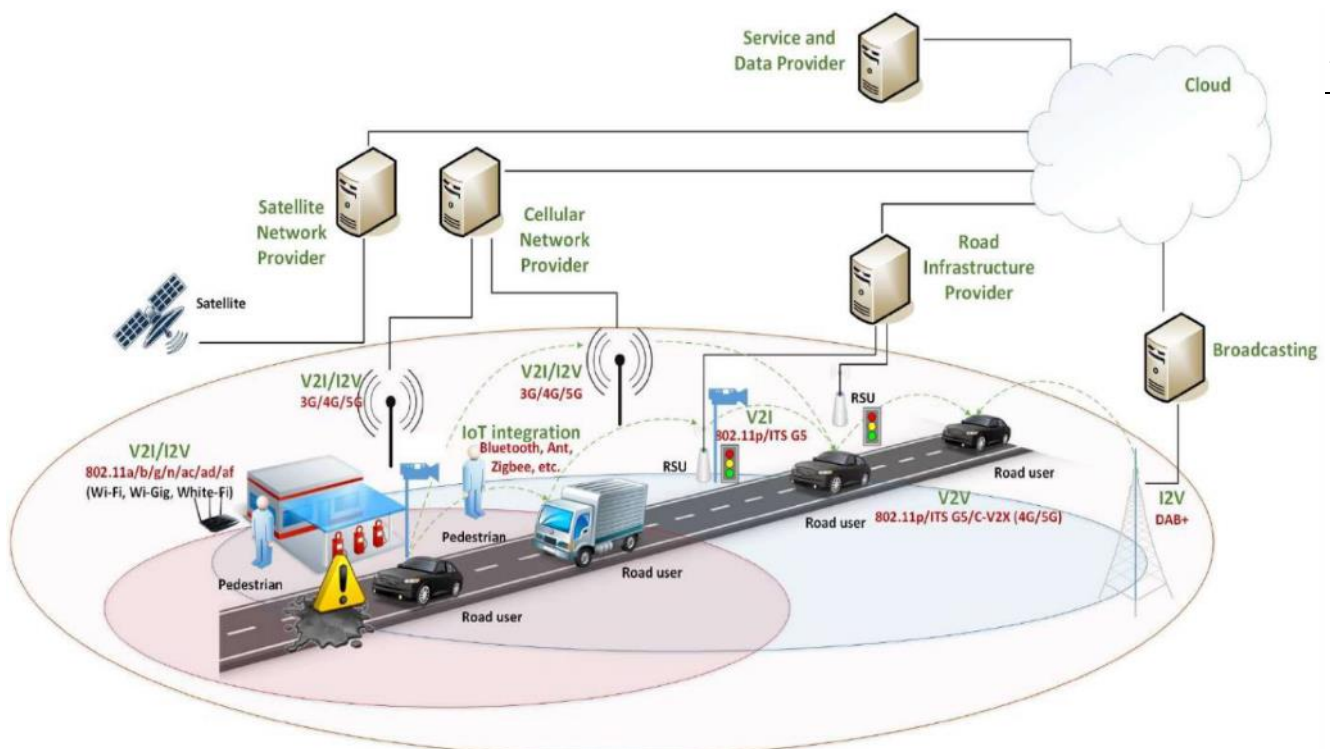 Service and
Data Provider
Cloud
Satellite
Network
Provider
Cellular
Network
Provider
Road
Infrastructure
Provider
Satellite
Broadcasting
V2I/I2V
3G/4G/5G
V2I/I2V
3G/4G/5G
RSU
V2I
802.11p/ITS G5
IoT integration
Bluetooth, Ant,
Zigbee, etc.
V2I/I2V
802.11a/b/g/n/ac/ad/af
(Wi-Fi, Wi-Gig, White-Fi)
RSU
Road user
V2V
802.11p/ITS G5/C-V2X (4G/5G)
I2V
DAB+
Road user
Pedestrian
Road user
Pedestrian
Road user